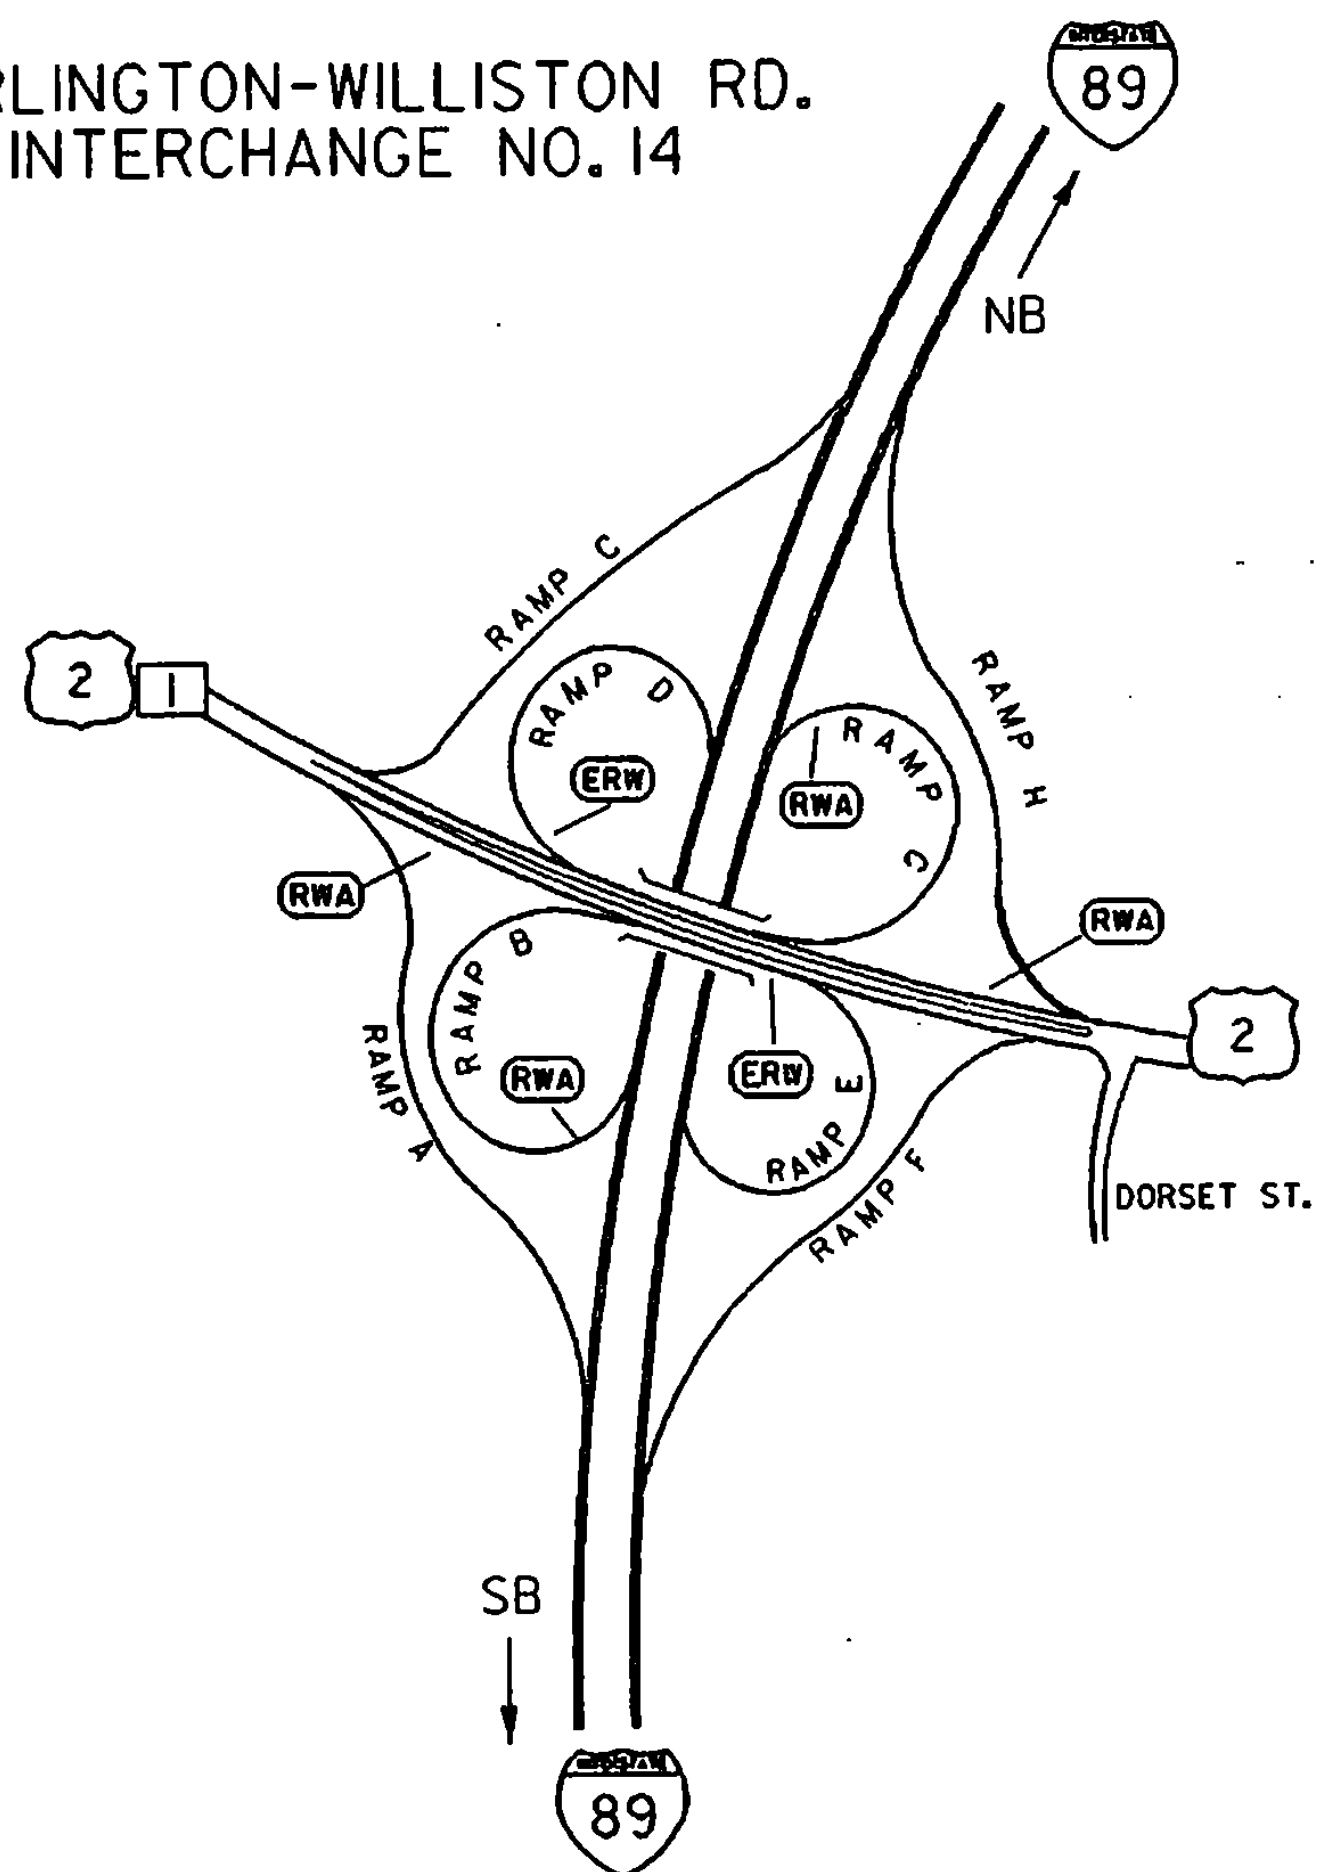 RLINGTON-WILLISTON RD.
INTERCHANGE NO. 14
89
NB
RAMP C
2
1
RAMP D
ERW
RAMP C
RWA
RAMP H
RWA
RWA
RAMP B
RWA
RAMP A
ERW
RAMP E
RAMP F
2
DORSET ST.
SB
89